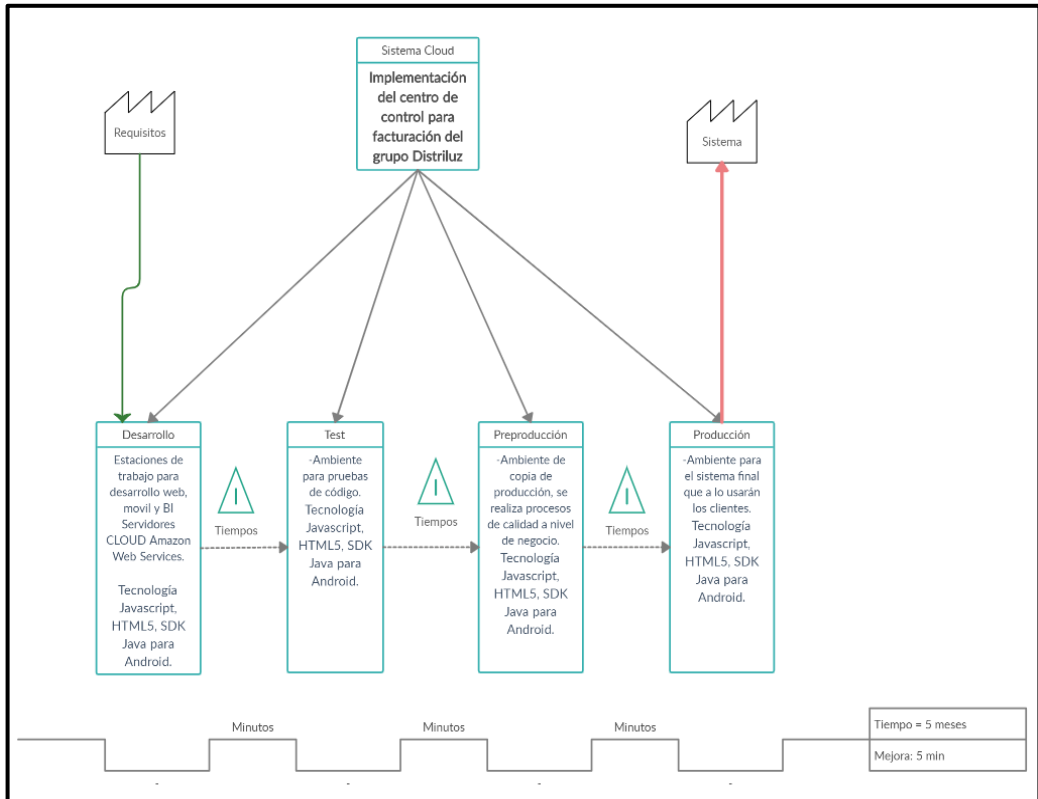 Sistema Cloud
Implementación
del centro de
control para
facturación del
grupo Distriluz
Requisitos
Sistema
Desarrollo
Estaciones de
trabajo para
desarrollo web,
movil y BI
Servidores
CLOUD Amazon
Web Services.
Tecnología
Javascript,
HTML5, SDK
Java para
Android.
Tiempos
Test
-Ambiente
para pruebas
de código.
Tecnología
Javascript,
HTML5, SDK
Java para
Android.
Tiempos
Preproducción
-Ambiente de
copia de
producción, se
realiza procesos
de calidad a nivel
de negocio.
Tecnología
Javascript,
HTML5, SDK
Java para
Android.
Tiempos
Producción
-Ambiente para
el sistema final
que a lo usarán
los clientes.
Tecnología
Javascript,
HTML5, SDK
Java para
Android.
Minutos
Minutos
Minutos
Tiempo = 5 meses
Mejora: 5 min